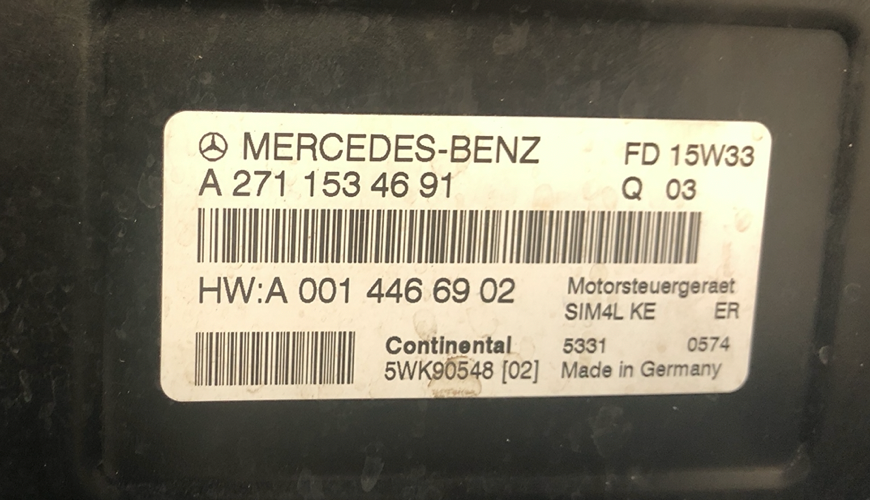 MERCEDES-BENZ FD 15W33
A 271 153 46 91 Q 03
HW:A 001 446 69 02 Motorsteuergeraet
SIM4L KE ER
Continental 5331 0574
5WK90548 [02] Made in Germany